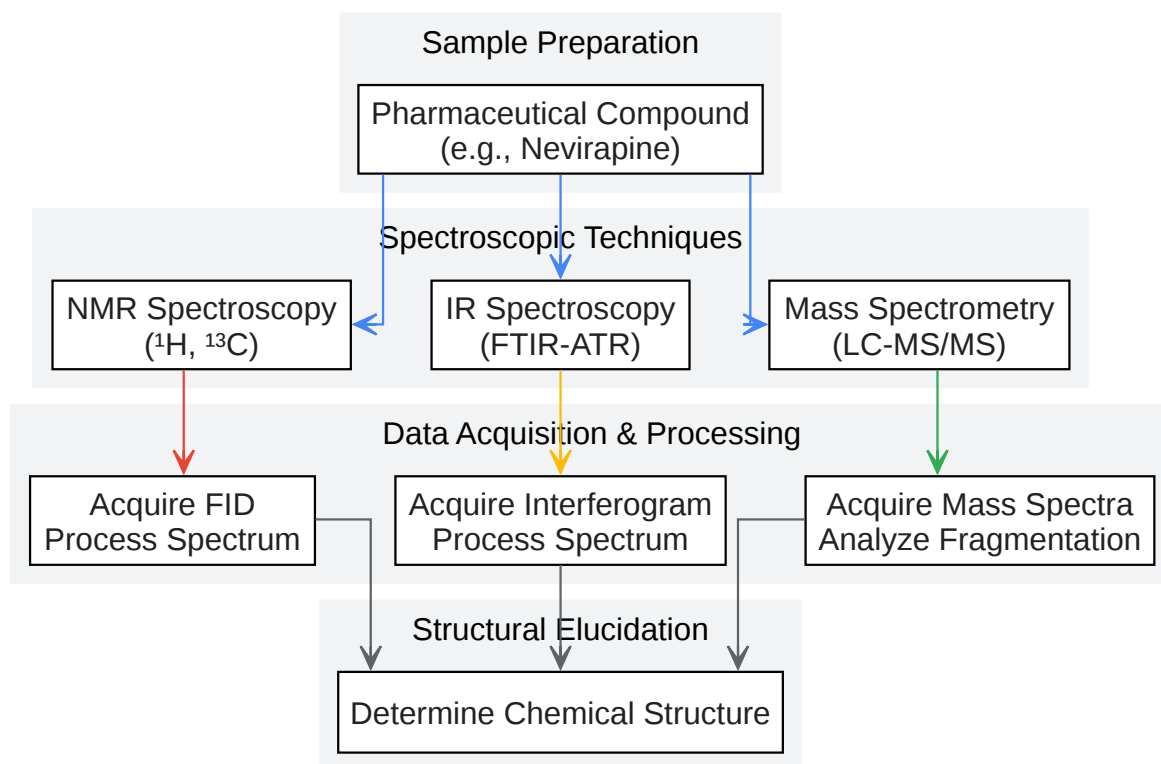 Sample Preparation
Pharmaceutical Compound
(e.g., Nevirapine)
Spectroscopic Techniques
NMR Spectroscopy
(¹H, ¹³C)
IR Spectroscopy
(FTIR-ATR)
Mass Spectrometry
(LC-MS/MS)
Data Acquisition & Processing
Acquire FID
Process Spectrum
Acquire Interferogram
Process Spectrum
Acquire Mass Spectra
Analyze Fragmentation
Structural Elucidation
Determine Chemical Structure